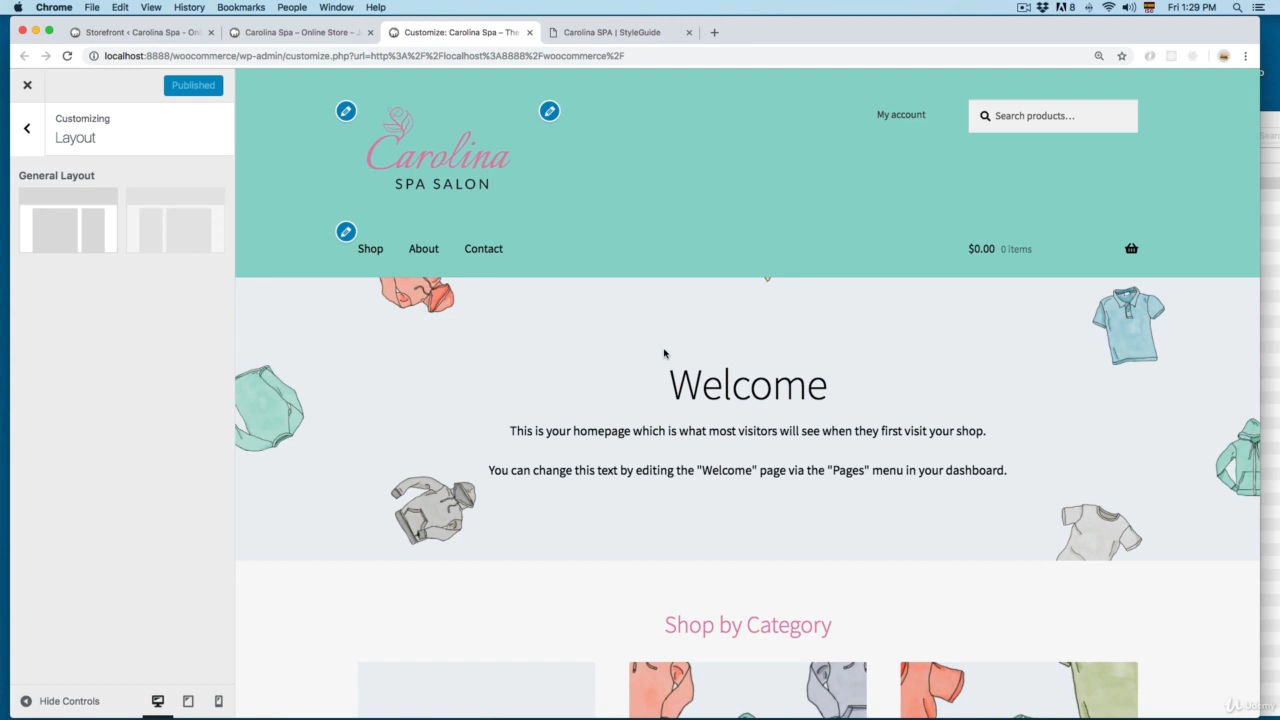 Chrome File Edit View History Bookmarks People Window Help
8 Fri 1:29 PM
Storefront ‹ Carolina Spa - Onl
Carolina Spa – Online Store – J
Customize: Carolina Spa – The
Carolina SPA | StyleGuide
localhost:8888/woocommerce/wp-admin/customize.php?url=http%3A%2F%2Flocalhost%3A8888%2Fwoocommerce%2F
Published
Customizing
Layout
General Layout
Hide Controls
Carolina
SPA SALON
My account
Search products…
Shop About Contact
$0.00 0 items
Welcome
This is your homepage which is what most visitors will see when they first visit your shop.
You can change this text by editing the "Welcome" page via the "Pages" menu in your dashboard.
Shop by Category
Udemy